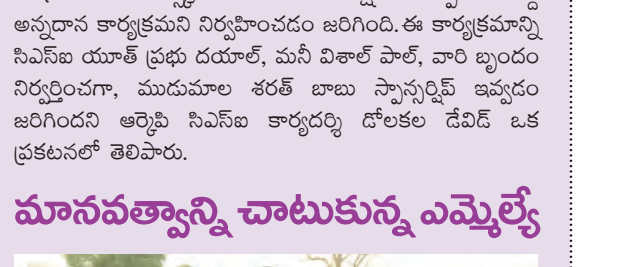 అన్నదాన కార్యక్రమని నిర్వహించడం జరిగింది.ఈ కార్యక్రమాన్ని
సిఎస్ఐ యూత్ ప్రభు దయాల్, మనీ విశాల్ పాల్, వారి బృందం
నిర్వర్తించగా, ముడుమాల శరత్ బాబు స్పాన్సర్షిప్ ఇవ్వడం
జరిగిందని ఆర్కెపి సిఎస్ఐ కార్యదర్శి డోలకల డేవిడ్ ఒక
ప్రకటనలో తెలిపారు.
మానవత్వాన్ని చాటుకున్న ఎమ్మెల్యే